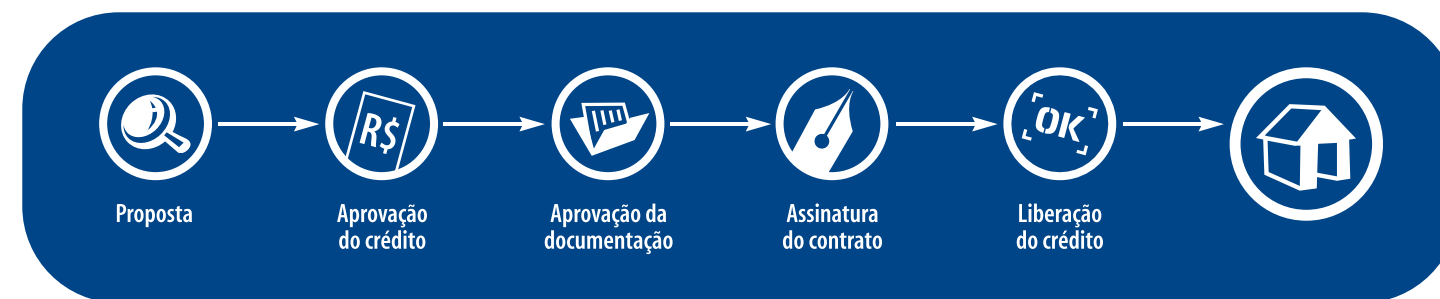 R$
OK
Proposta
Aprovação
do crédito
Aprovação da
documentação
Assinatura
do contrato
Liberação
do crédito